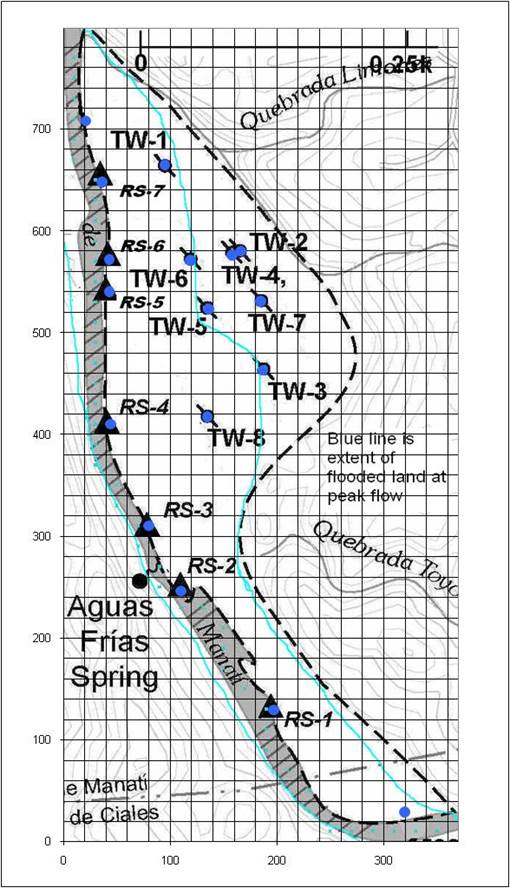 0
0.25k
Quebrada Limones
700
TW-1
RS-7
600
de
RS-6
TW-2
TW-6
TW-4,
RS-5
500
TW-5
TW-7
TW-3
400
RS-4
TW-8
Blue line is
extent of
flooded land at
peak flow
RS-3
300
Quebrada Toyo
RS-2
Aguas
Frías
Spring
200
Manatí
RS-1
100
e Manatí
de Ciales
0
0
100
200
300